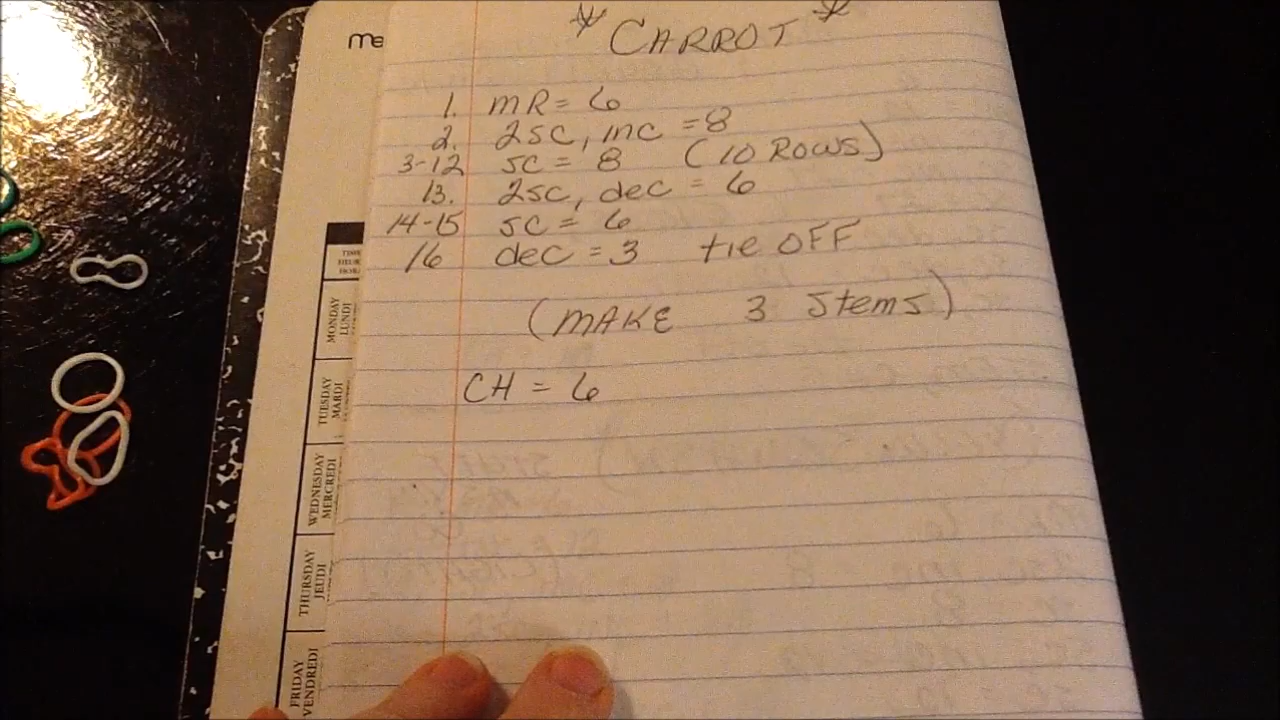 me
* CARROT *
1. MR = 6
2. 2sc, inc = 8
3-12 sc = 8 (10 ROWS)
13. 2sc, dec = 6
14-15 sc = 6
16 dec = 3 tie OFF
(MAKE 3 Stems)
CH = 6
MONDAY
LUNDI
TUESDAY
MARDI
WEDNESDAY
MERCREDI
THURSDAY
JEUDI
FRIDAY
VENDREDI